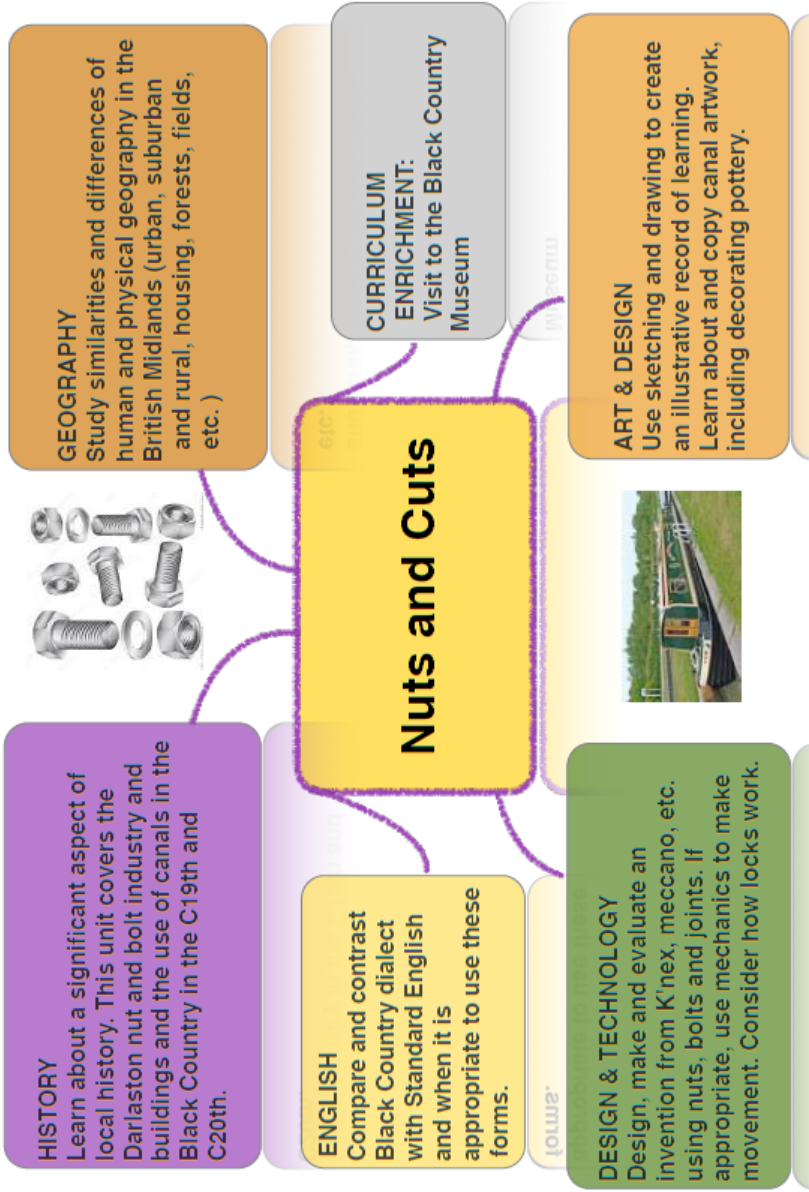 HISTORY
Learn about a significant aspect of
local history. This unit covers the
Darlaston nut and bolt industry and
buildings and the use of canals in the
Black Country in the C19th and
C20th.
GEOGRAPHY
Study similarities and differences of
human and physical geography in the
British Midlands (urban, suburban
and rural, housing, forests, fields,
etc. )
ENGLISH
Compare and contrast
Black Country dialect
with Standard English
and when it is
appropriate to use these
forms.
Nuts and Cuts
CURRICULUM
ENRICHMENT:
Visit to the Black Country
Museum
DESIGN & TECHNOLOGY
Design, make and evaluate an
invention from K'nex, meccano, etc.
using nuts, bolts and joints. If
appropriate, use mechanics to make
movement. Consider how locks work.
ART & DESIGN
Use sketching and drawing to create
an illustrative record of learning.
Learn about and copy canal artwork,
including decorating pottery.